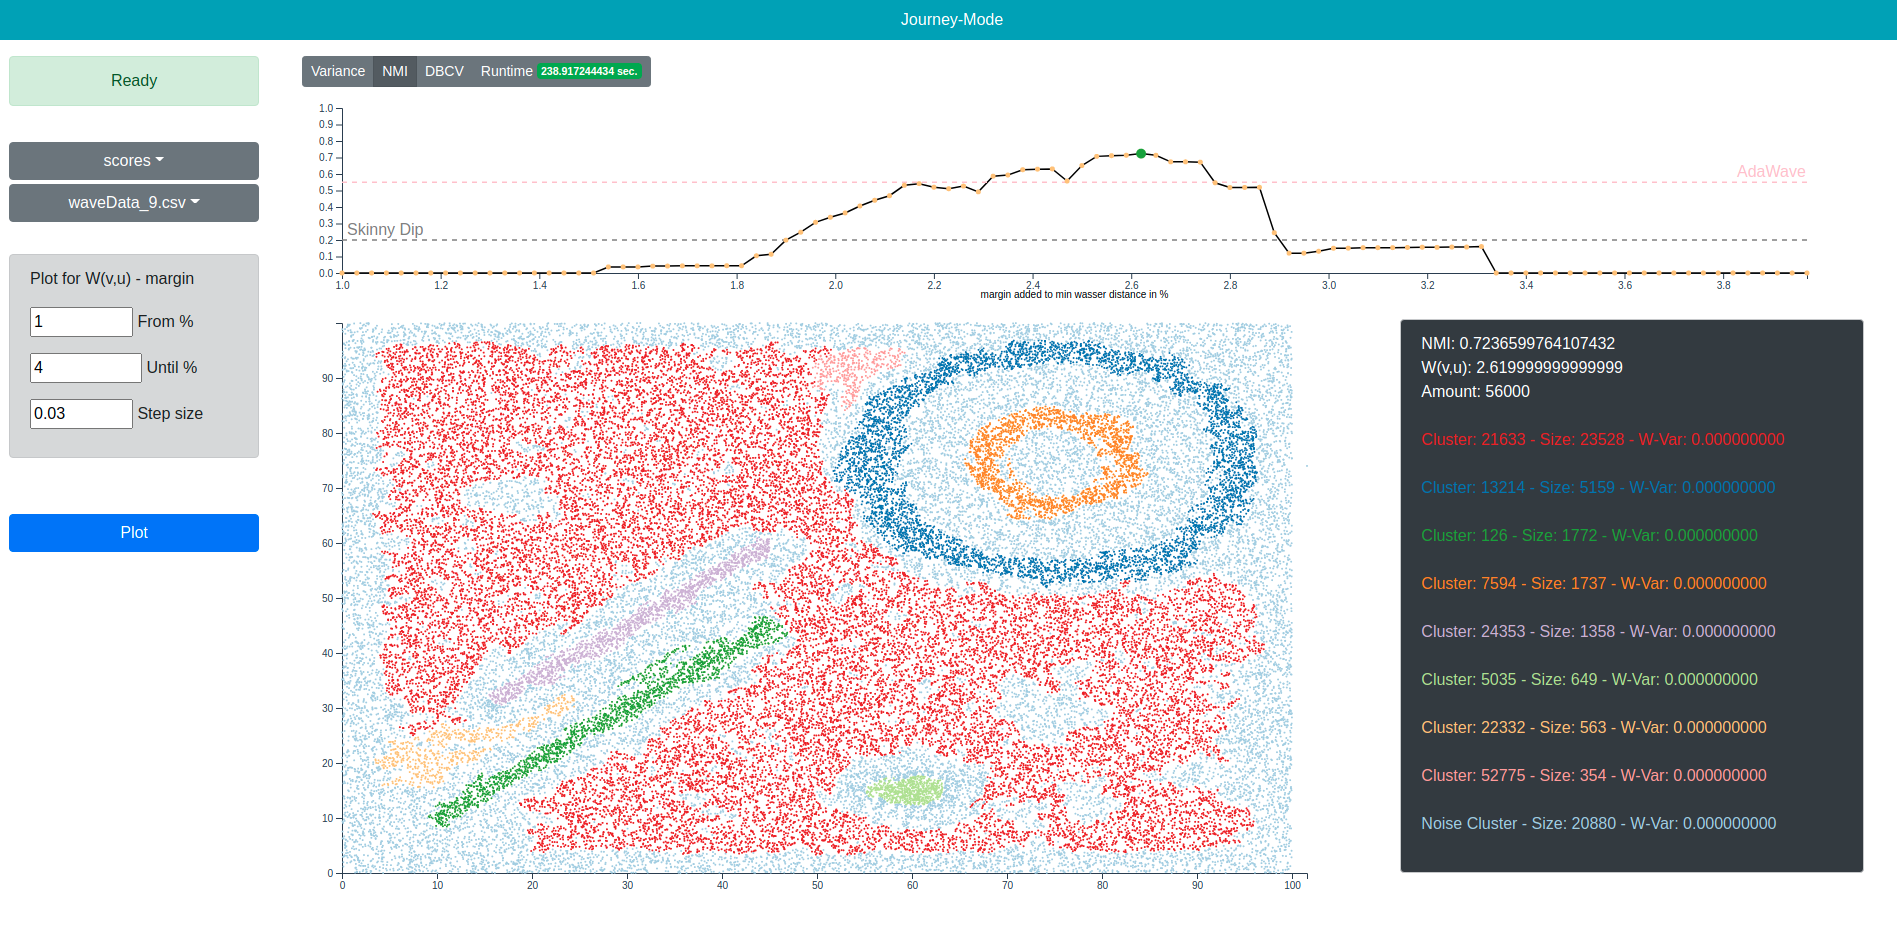 Journey-Mode
Ready
scores
waveData_9.csv
Plot for W(v,u) - margin
1 From %
4 Until %
0.03 Step size
Plot
Variance NMI DBCV Runtime 238.917244434 sec.
1.0
0.9
0.8
0.7
0.6
0.5
0.4
0.3
0.2
0.1
0.0
AdaWave
Skinny Dip
1.0 1.2 1.4 1.6 1.8 2.0 2.2 2.4 2.6 2.8 3.0 3.2 3.4 3.6 3.8
margin added to min wasser distance in %
90
80
70
60
50
40
30
20
10
0
0 10 20 30 40 50 60 70 80 90 100
NMI: 0.7236599764107432
W(v,u): 2.619999999999999
Amount: 56000
Cluster: 21633 - Size: 23528 - W-Var: 0.000000000
Cluster: 13214 - Size: 5159 - W-Var: 0.000000000
Cluster: 126 - Size: 1772 - W-Var: 0.000000000
Cluster: 7594 - Size: 1737 - W-Var: 0.000000000
Cluster: 24353 - Size: 1358 - W-Var: 0.000000000
Cluster: 5035 - Size: 649 - W-Var: 0.000000000
Cluster: 22332 - Size: 563 - W-Var: 0.000000000
Cluster: 52775 - Size: 354 - W-Var: 0.000000000
Noise Cluster - Size: 20880 - W-Var: 0.000000000